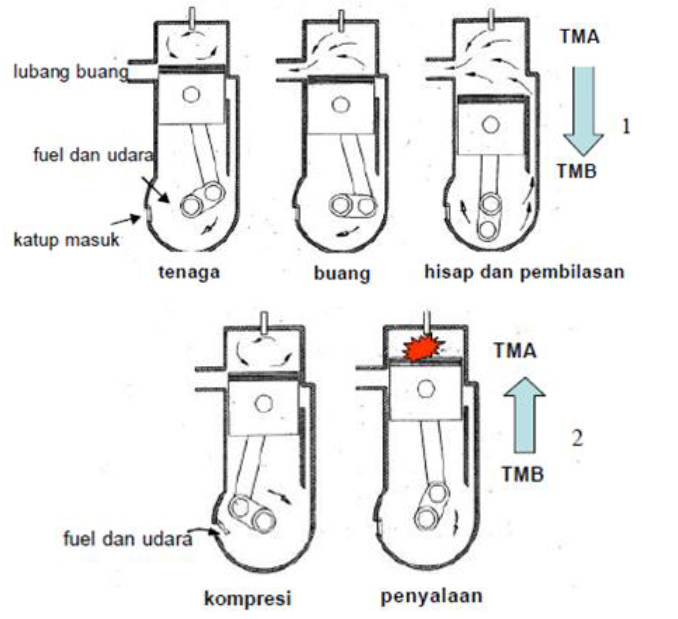 TMA
lubang buang
1
fuel dan udara
TMB
katup masuk
tenaga
buang
hisap dan pembilasan
TMA
2
TMB
fuel dan udara
kompresi
penyalaan